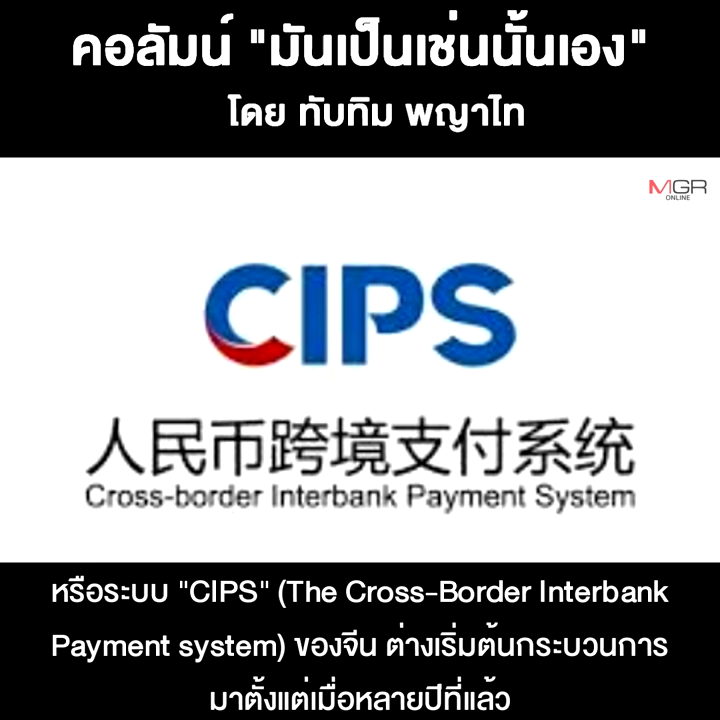 คอลัมน์ "มันเป็นเช่นนั้นเอง"
โดย ทับทิม พญาไท
MGR
ONLINE
CIPS
人民币跨境支付系统
Cross-border Interbank Payment System
หรือระบบ "CIPS" (The Cross-Border Interbank
Payment system) ของจีน ต่างเริ่มต้นกระบวนการ
มาตั้งแต่เมื่อหลายปีที่แล้ว